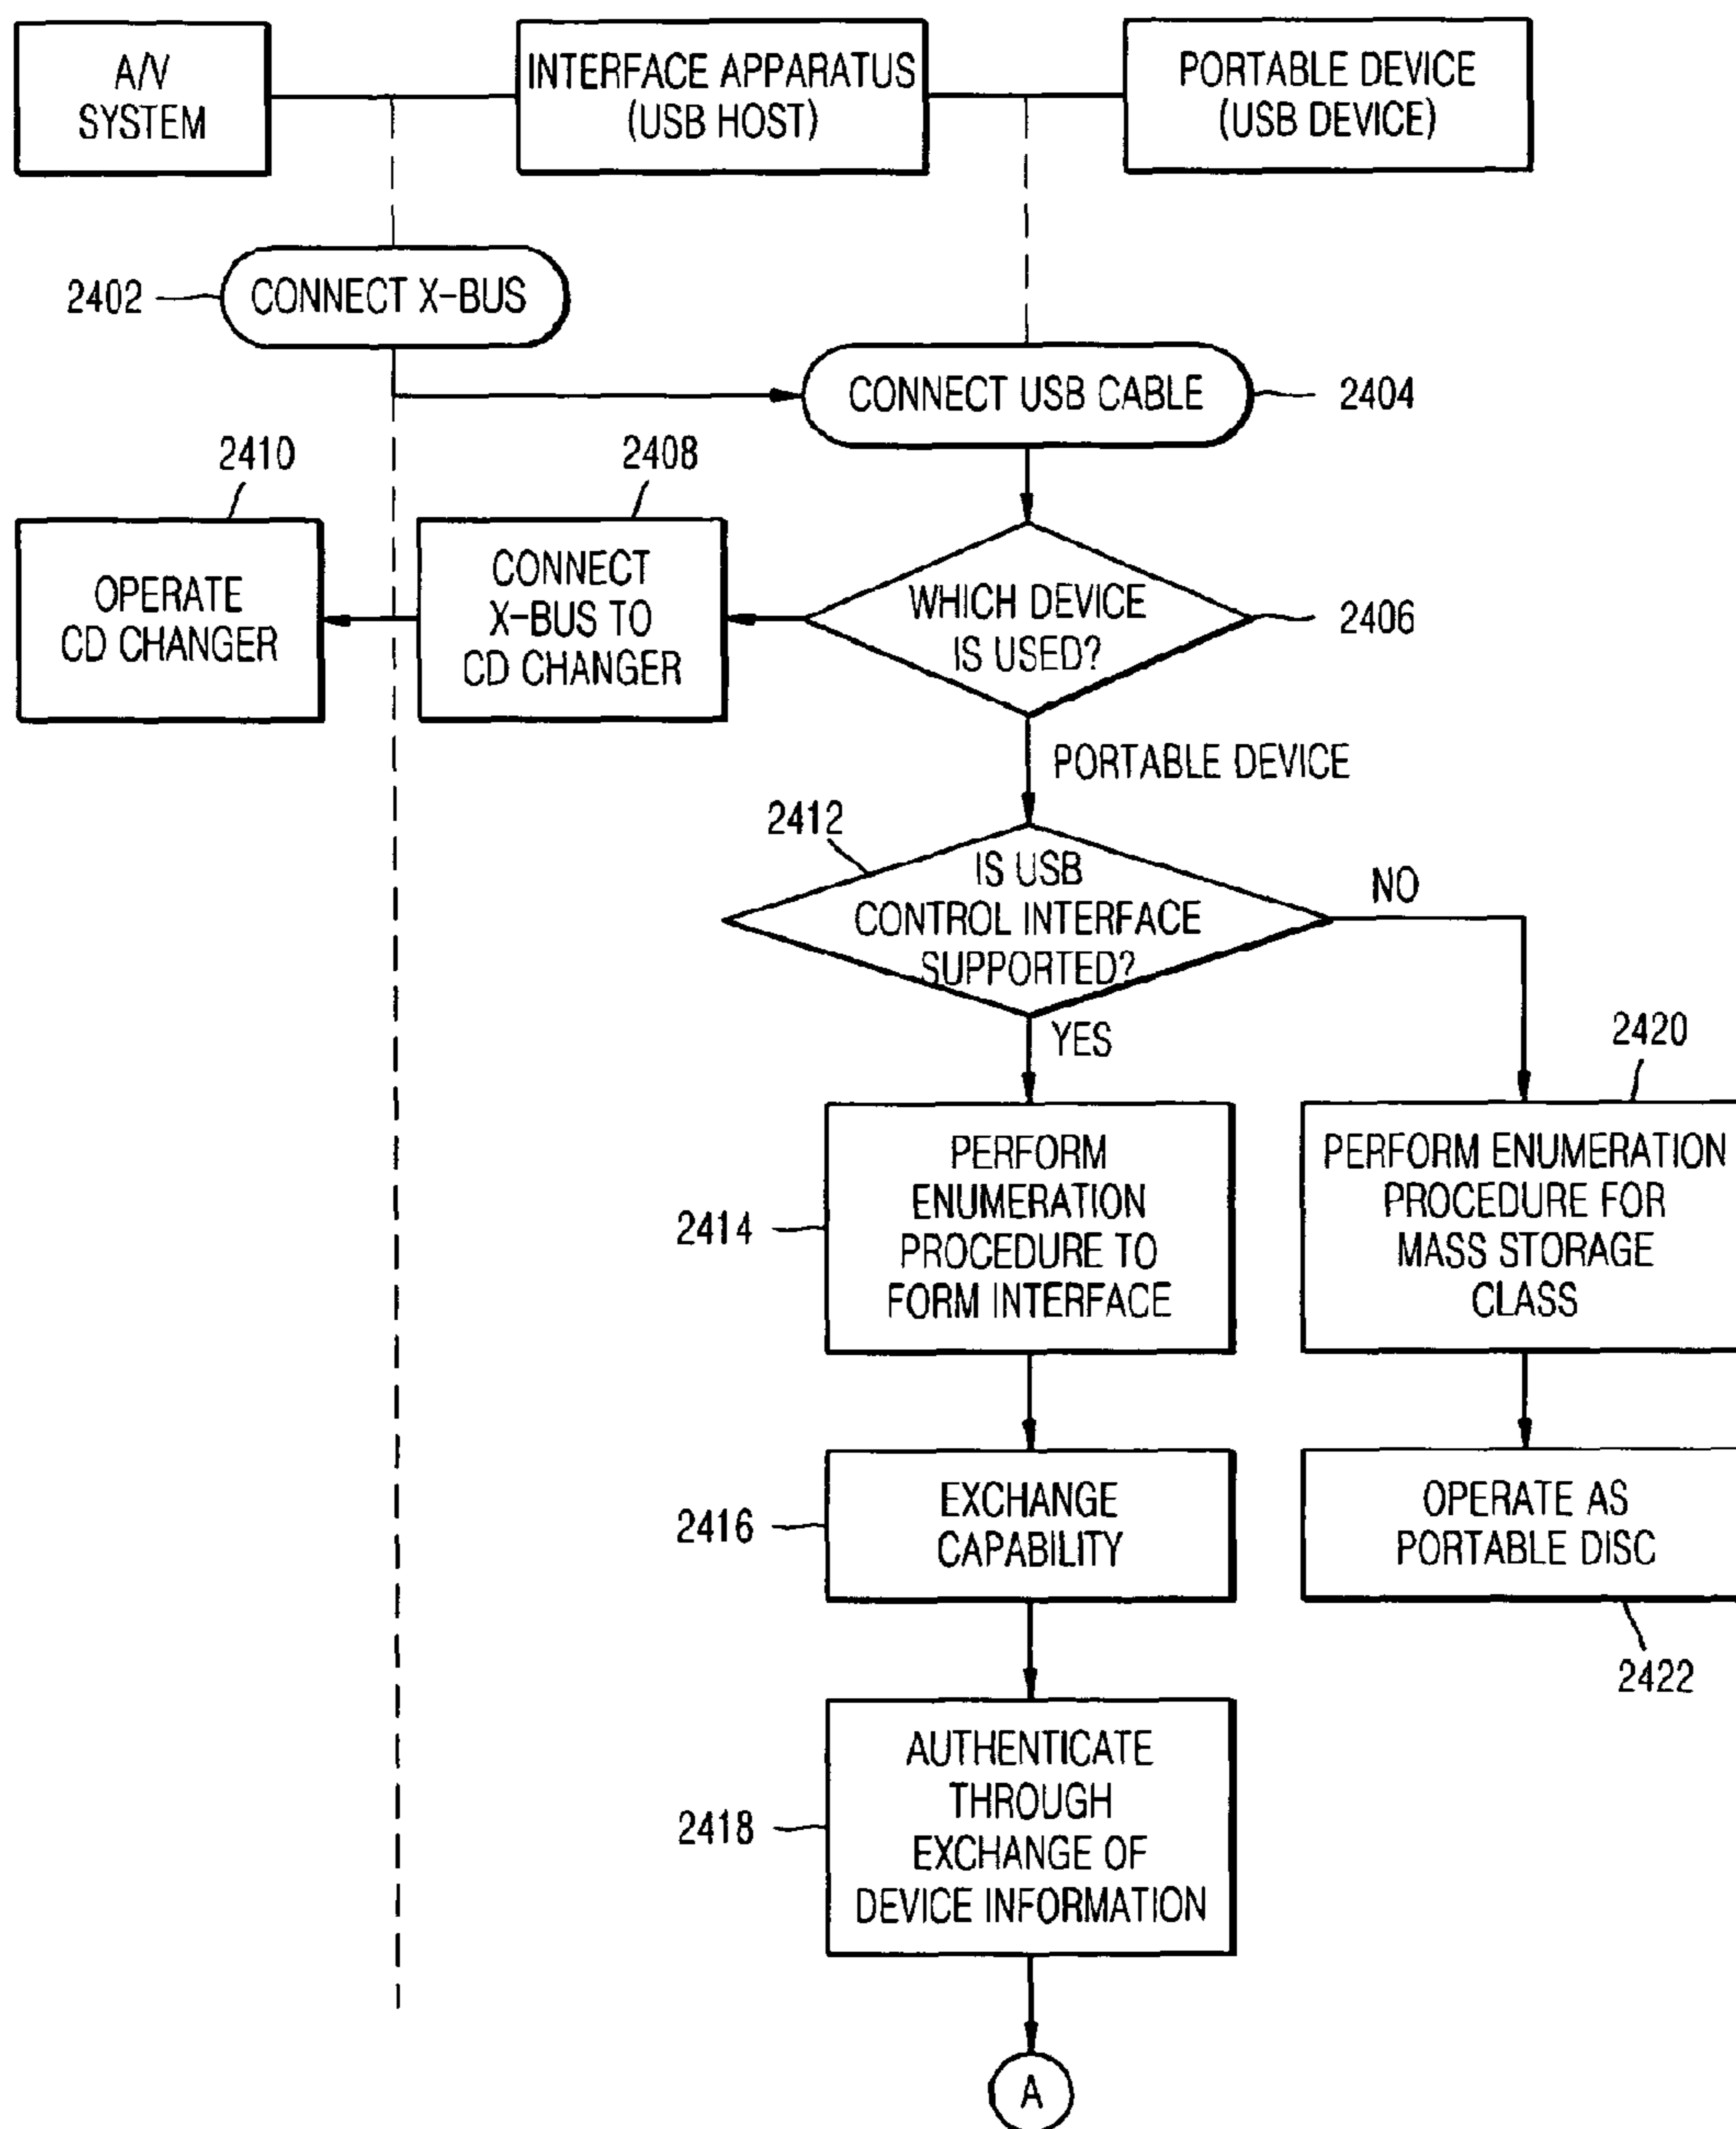 A/V
SYSTEM
INTERFACE APPARATUS
(USB HOST)
PORTABLE DEVICE
(USB DEVICE)
2402
CONNECT X-BUS
CONNECT USB CABLE
2404
2410
2408
OPERATE
CD CHANGER
CONNECT
X-BUS TO
CD CHANGER
WHICH DEVICE
IS USED?
2406
PORTABLE DEVICE
2412
IS USB
CONTROL INTERFACE
SUPPORTED?
NO
YES
2420
2414
PERFORM
ENUMERATION
PROCEDURE TO
FORM INTERFACE
PERFORM ENUMERATION
PROCEDURE FOR
MASS STORAGE
CLASS
2416
EXCHANGE
CAPABILITY
OPERATE AS
PORTABLE DISC
2422
2418
AUTHENTICATE
THROUGH
EXCHANGE OF
DEVICE INFORMATION
A